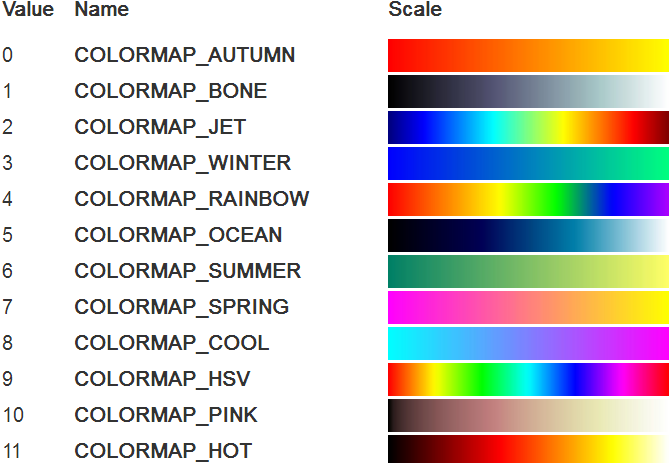 Value Name Scale
0 COLORMAP_AUTUMN
1 COLORMAP_BONE
2 COLORMAP_JET
3 COLORMAP_WINTER
4 COLORMAP_RAINBOW
5 COLORMAP_OCEAN
6 COLORMAP_SUMMER
7 COLORMAP_SPRING
8 COLORMAP_COOL
9 COLORMAP_HSV
10 COLORMAP_PINK
11 COLORMAP_HOT